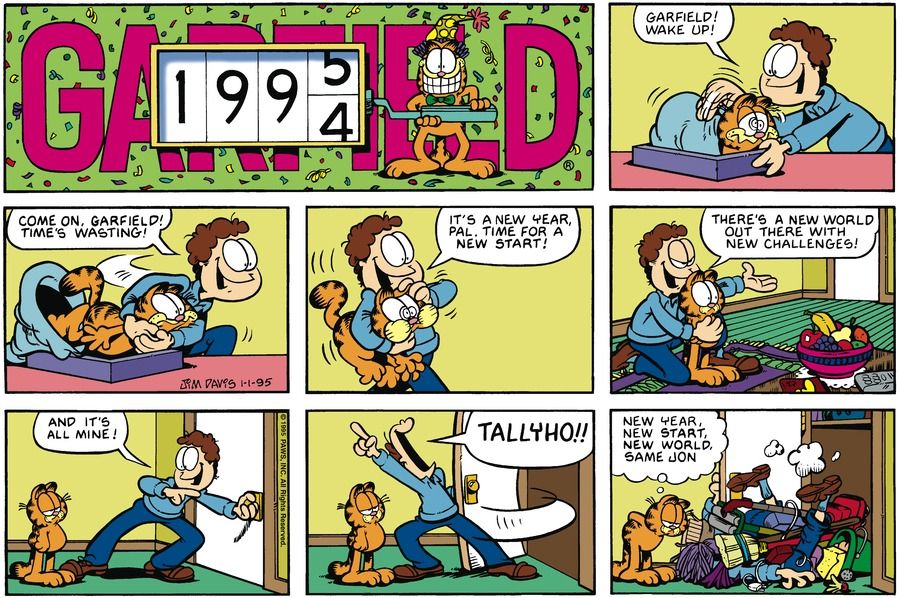 GARFIELD
1995
4
®
GARFIELD!
WAKE UP!
COME ON, GARFIELD!
TIME'S WASTING!
JIM DAVIS 1-1-95
IT'S A NEW YEAR,
PAL. TIME FOR A
NEW START!
THERE'S A NEW WORLD
OUT THERE WITH
NEW CHALLENGES!
AND IT'S
ALL MINE!
© 1995 PAWS, INC. All Rights Reserved.
TALLYHO!!
NEW YEAR,
NEW START,
NEW WORLD,
SAME JON